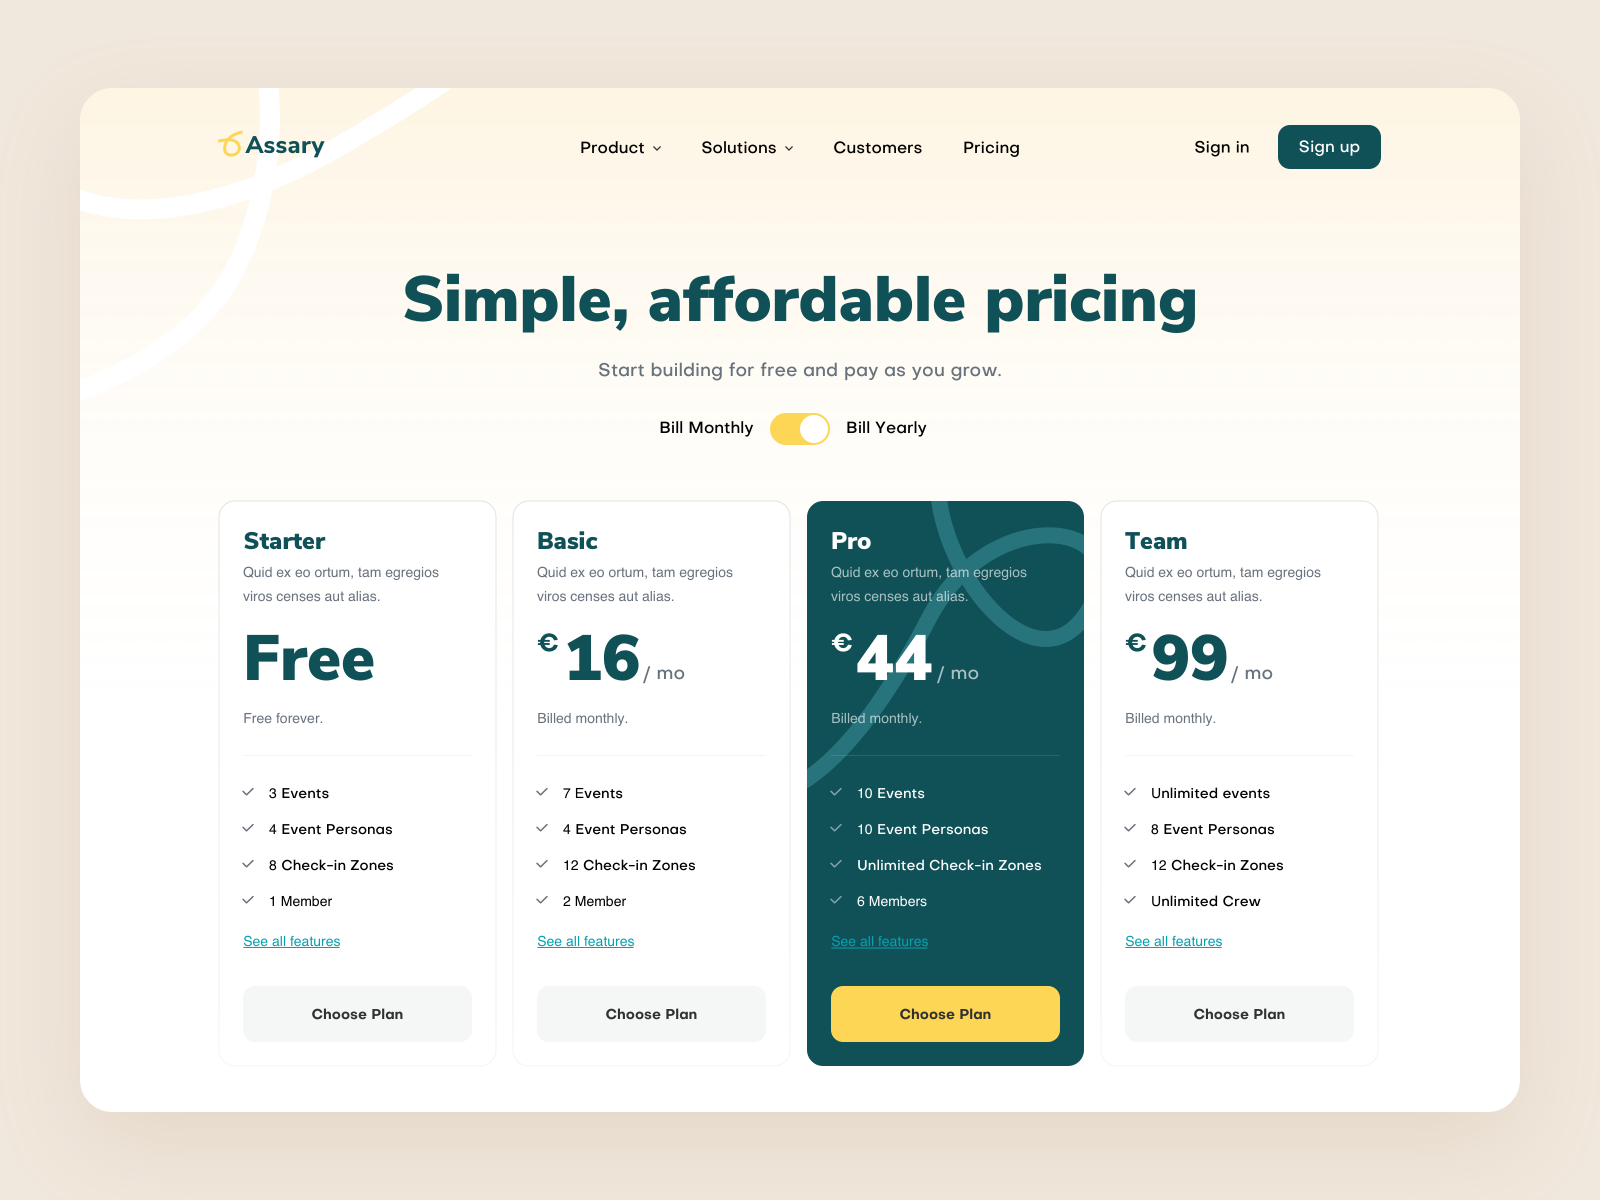 Assary
Product
Solutions
Customers
Pricing
Sign in
Sign up
Simple, affordable pricing
Start building for free and pay as you grow.
Bill Monthly
Bill Yearly
Starter
Quid ex eo ortum, tam egregios
viros censes aut alias.
Free
Free forever.
3 Events
4 Event Personas
8 Check-in Zones
1 Member
See all features
Choose Plan
Basic
Quid ex eo ortum, tam egregios
viros censes aut alias.
€ 16 / mo
Billed monthly.
7 Events
4 Event Personas
12 Check-in Zones
2 Member
See all features
Choose Plan
Pro
Quid ex eo ortum, tam egregios
viros censes aut alias.
€ 44 / mo
Billed monthly.
10 Events
10 Event Personas
Unlimited Check-in Zones
6 Members
See all features
Choose Plan
Team
Quid ex eo ortum, tam egregios
viros censes aut alias.
€ 99 / mo
Billed monthly.
Unlimited events
8 Event Personas
12 Check-in Zones
Unlimited Crew
See all features
Choose Plan